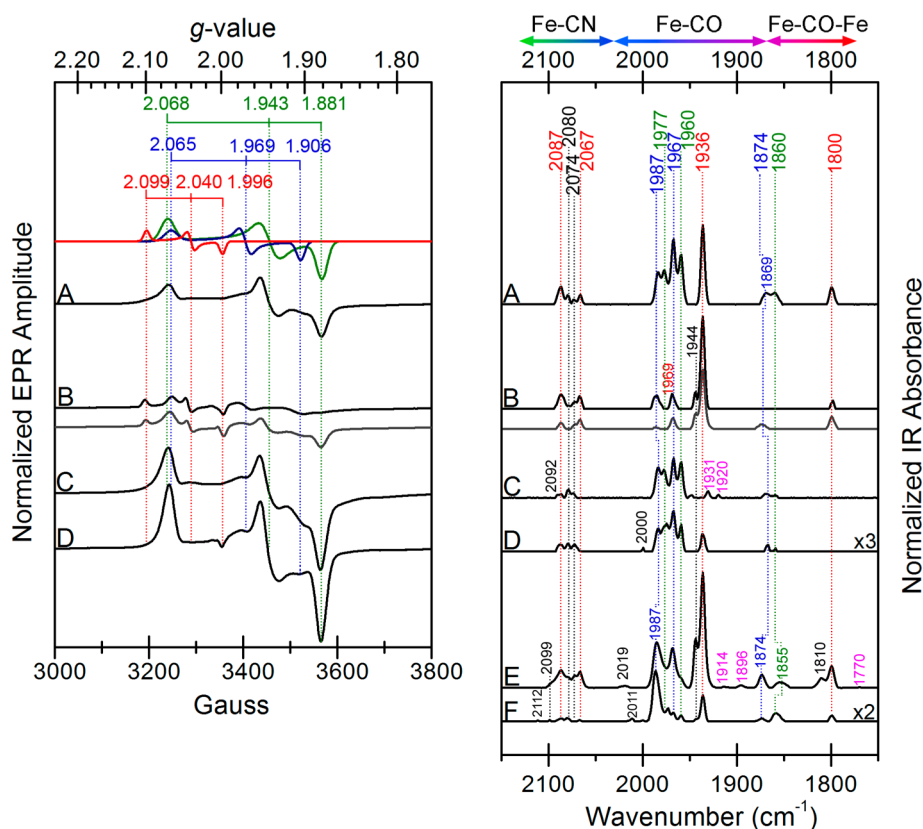 g-value
2.20 2.10 2.00 1.90 1.80
2.068 1.943 1.881
2.065 1.969 1.906
2.099 2.040 1.996
A
B
C
D
3000 3200 3400 3600 3800
Gauss
Normalized EPR Amplitude
Fe-CN Fe-CO Fe-CO-Fe
2100 2000 1900 1800
2087 2074 2080 2067 1987 1977 1967 1960 1936 1874 1860 1800
A 1869
B 1969 1944
C 2092 1931 1920
D 2000 x3
E 2099 2019 1987 1914 1896 1874 1855 1810 1770
F 2112 2011 x2
2100 2000 1900 1800
Wavenumber (cm⁻¹)
Normalized IR Absorbance